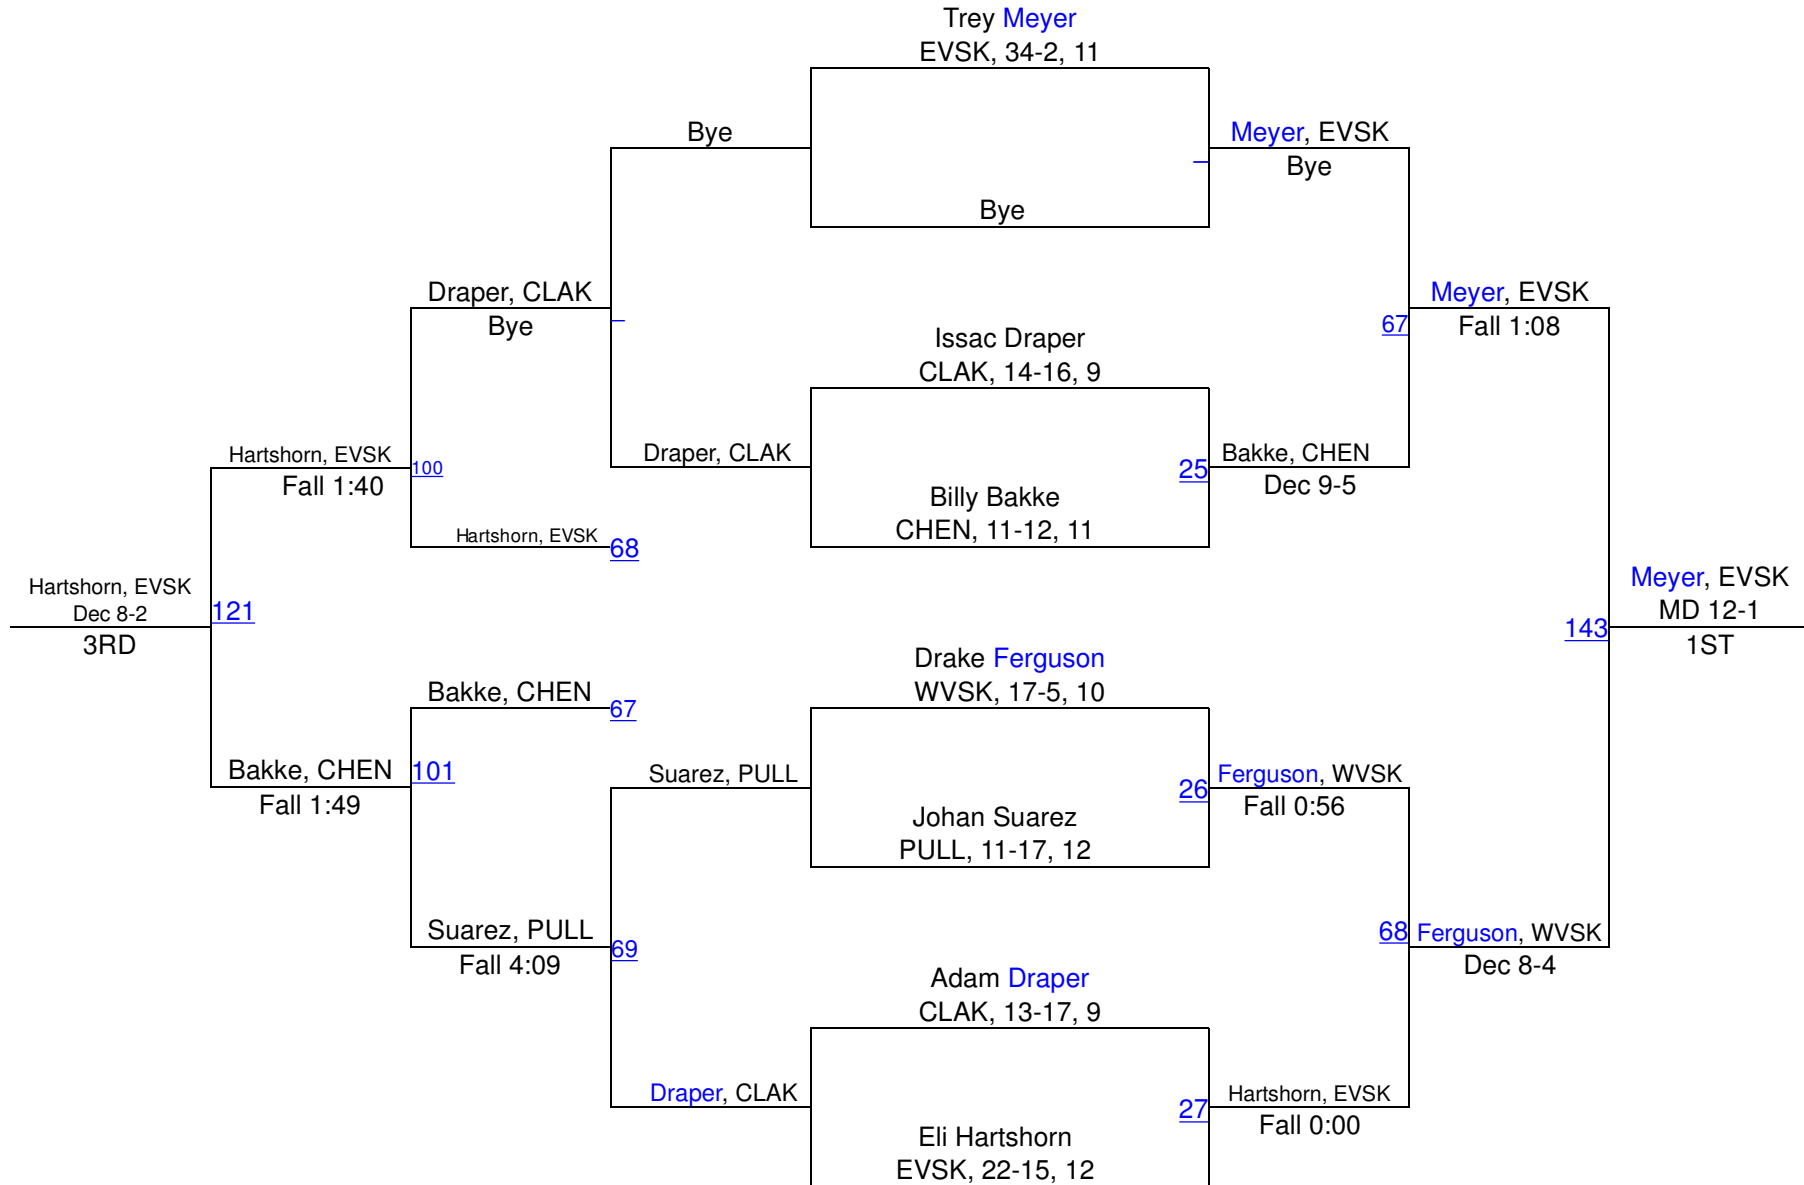 Trey Meyer
EVSK, 34-2, 11
Bye
Meyer, EVSK
Bye
Bye
Draper, CLAK
Bye
Meyer, EVSK
67
Fall 1:08
Issac Draper
CLAK, 14-16, 9
Hartshorn, EVSK
100
Fall 1:40
Draper, CLAK
25
Bakke, CHEN
Dec 9-5
Billy Bakke
CHEN, 11-12, 11
Hartshorn, EVSK
68
Hartshorn, EVSK
Dec 8-2
121
3RD
Meyer, EVSK
MD 12-1
143
1ST
Drake Ferguson
WVSK, 17-5, 10
Bakke, CHEN
67
Bakke, CHEN
101
Fall 1:49
Suarez, PULL
26
Ferguson, WVSK
Fall 0:56
Johan Suarez
PULL, 11-17, 12
Suarez, PULL
69
Fall 4:09
68
Ferguson, WVSK
Dec 8-4
Adam Draper
CLAK, 13-17, 9
Draper, CLAK
27
Hartshorn, EVSK
Fall 0:00
Eli Hartshorn
EVSK, 22-15, 12